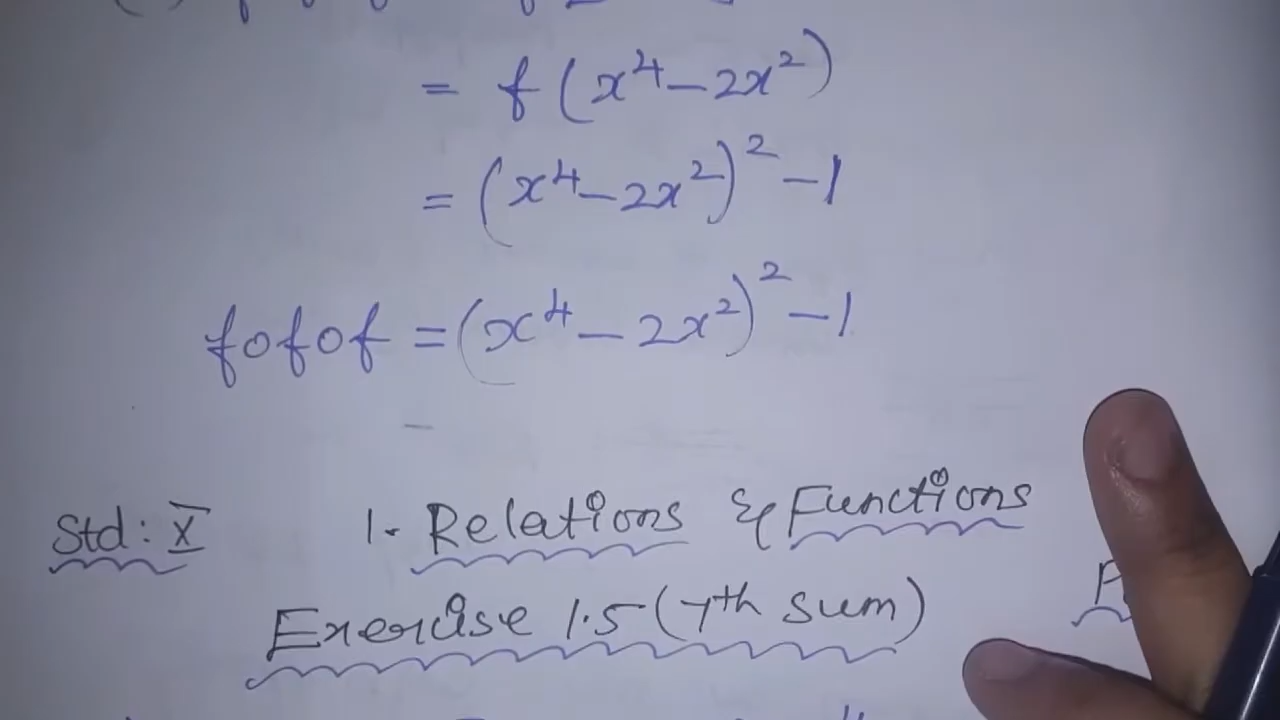 = f(x⁴-2x²)
= (x⁴-2x²)²-1
fofof = (x⁴-2x²)²-1
Std: X 1. Relations & Functions
Exercise 1.5 (7th sum)